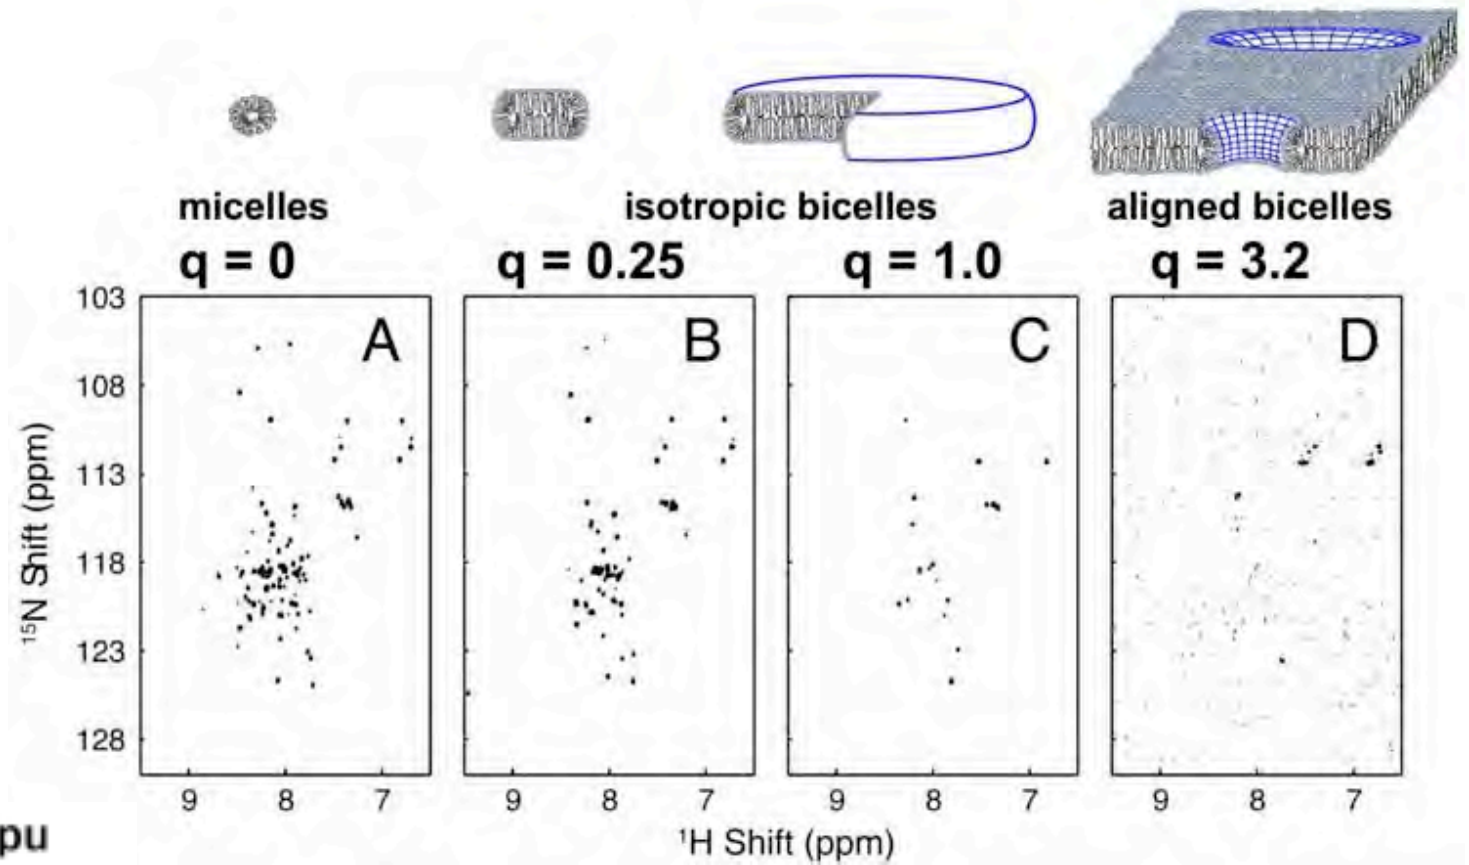 micelles isotropic bicelles aligned bicelles
q = 0 q = 0.25 q = 1.0 q = 3.2
A B C D
103
108
113
118
123
128
¹⁵N Shift (ppm)
9 8 7 9 8 7 9 8 7 9 8 7
¹H Shift (ppm)
pu